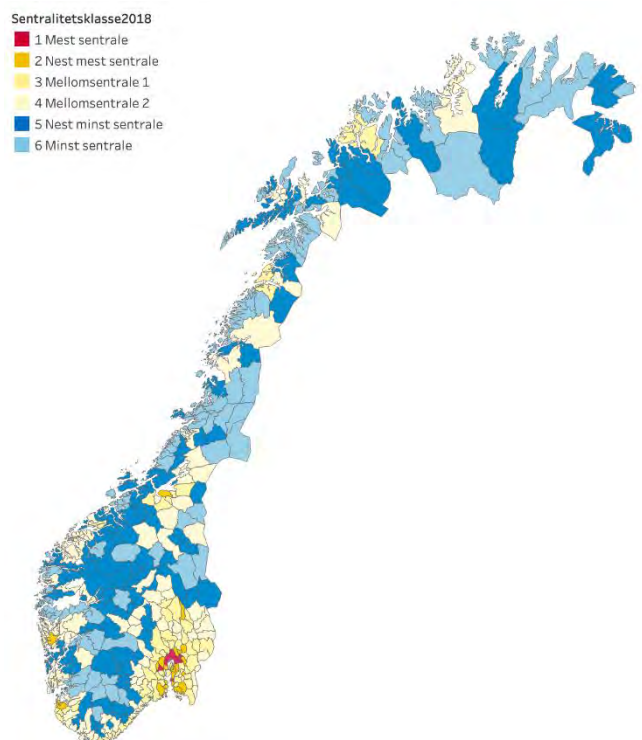 Sentralitetsklasse2018
1 Mest sentrale
2 Nest mest sentrale
3 Mellomsentrale 1
4 Mellomsentrale 2
5 Nest minst sentrale
6 Minst sentrale